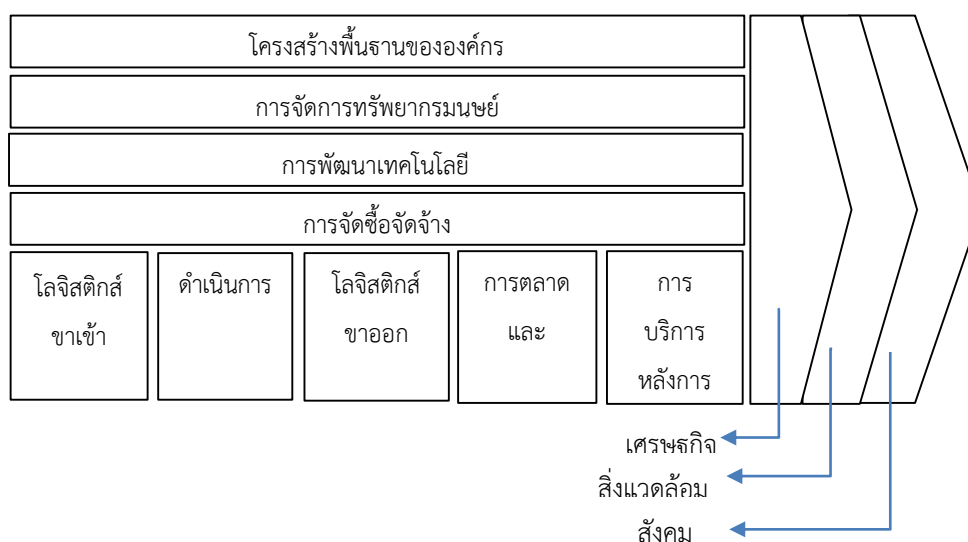 โครงสร้างพื้นฐานขององค์กร
การจัดการทรัพยากรมนษย์
การพัฒนาเทคโนโลยี
การจัดซื้อจัดจ้าง
โลจิสติกส์
ขาเข้า
ดำเนินการ
โลจิสติกส์
ขาออก
การตลาด
และ
การ
บริการ
หลังการ
เศรษฐกิจ
สิ่งแวดล้อม
สังคม